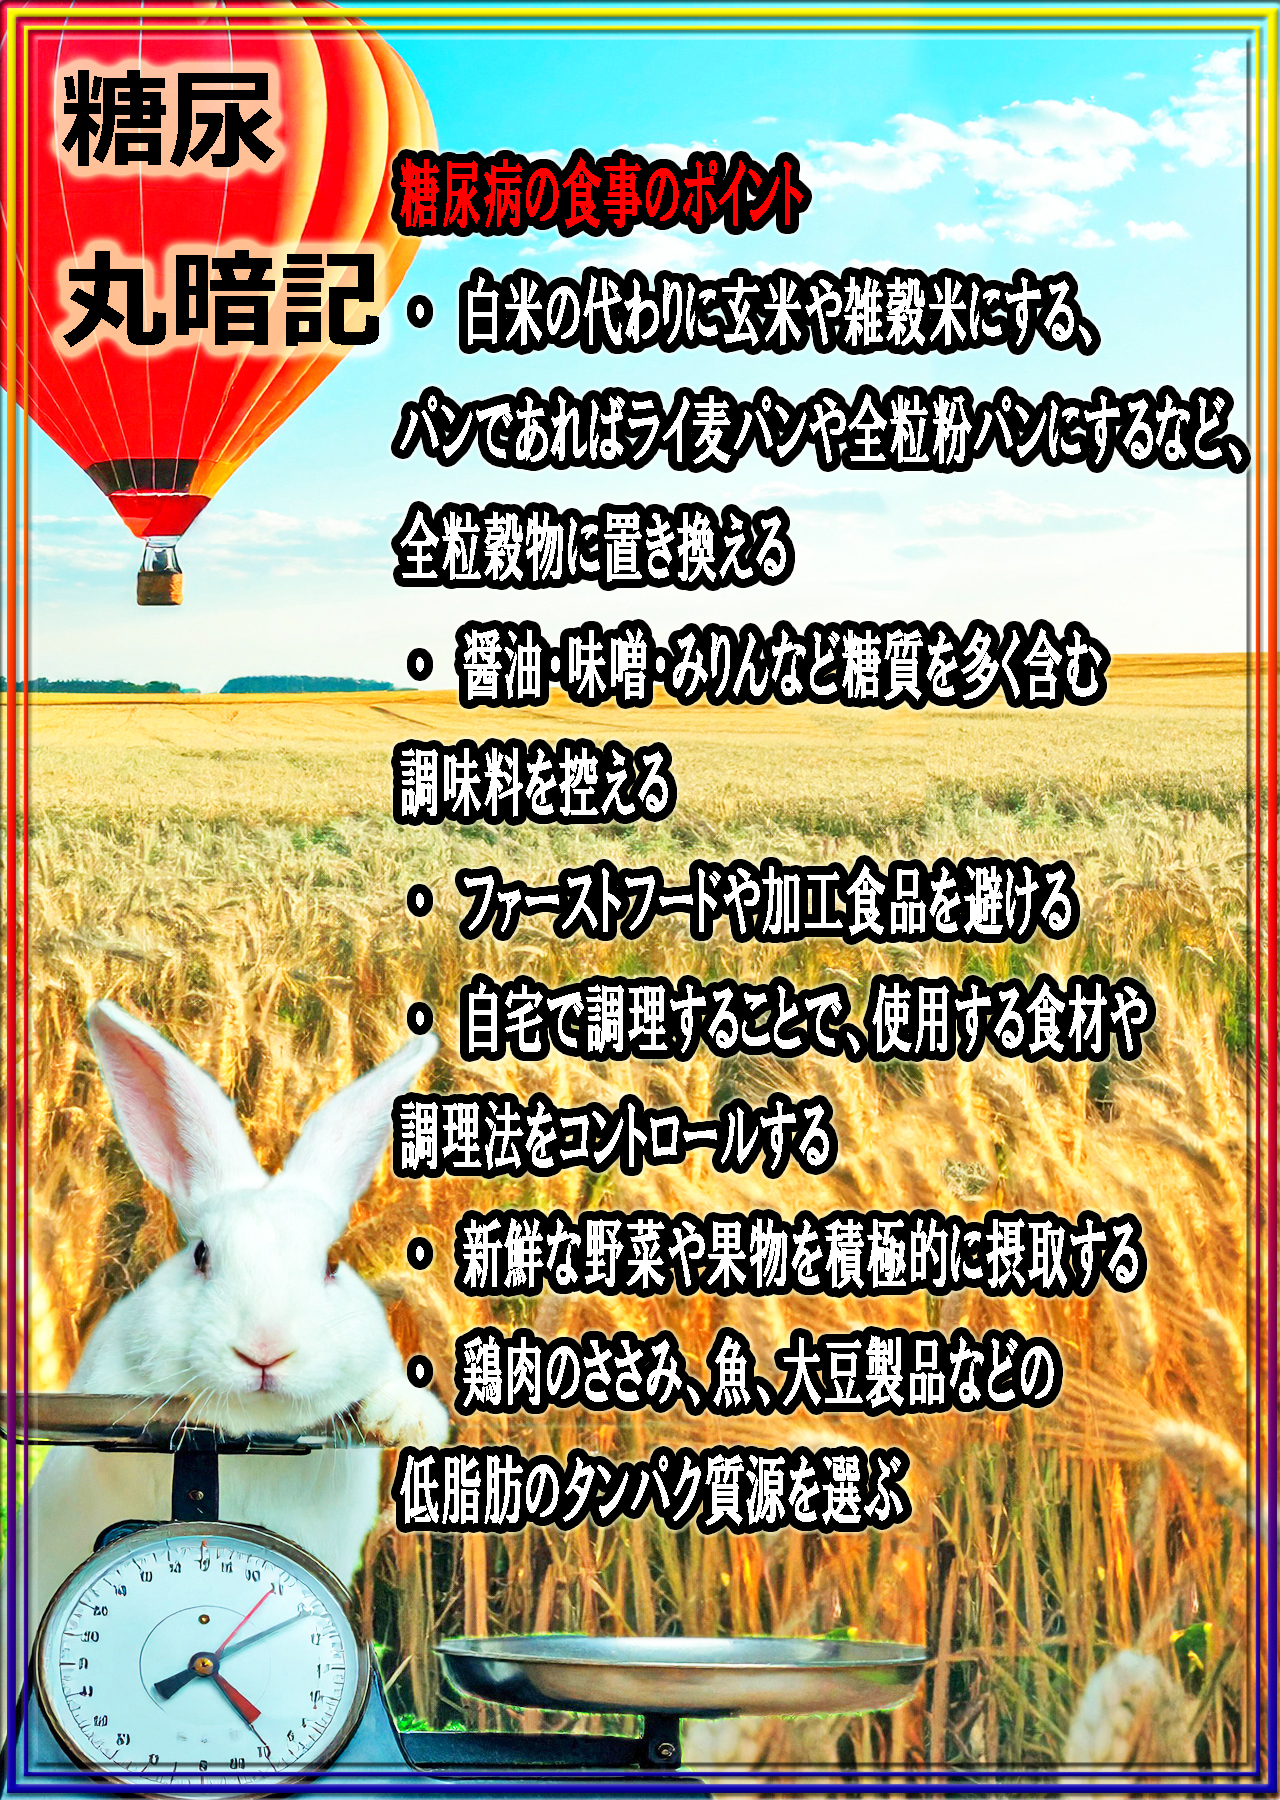 糖尿
丸暗記
糖尿病の食事のポイント
• 白米の代わりに玄米や雑穀米にする、
パンであればライ麦パンや全粒粉パンにするなど、
全粒穀物に置き換える
• 醤油・味噌・みりんなど糖質を多く含む
調味料を控える
• ファーストフードや加工食品を避ける
• 自宅で調理することで、使用する食材や
調理法をコントロールする
• 新鮮な野菜や果物を積極的に摂取する
• 鶏肉のささみ、魚、大豆製品などの
低脂肪のタンパク質源を選ぶ